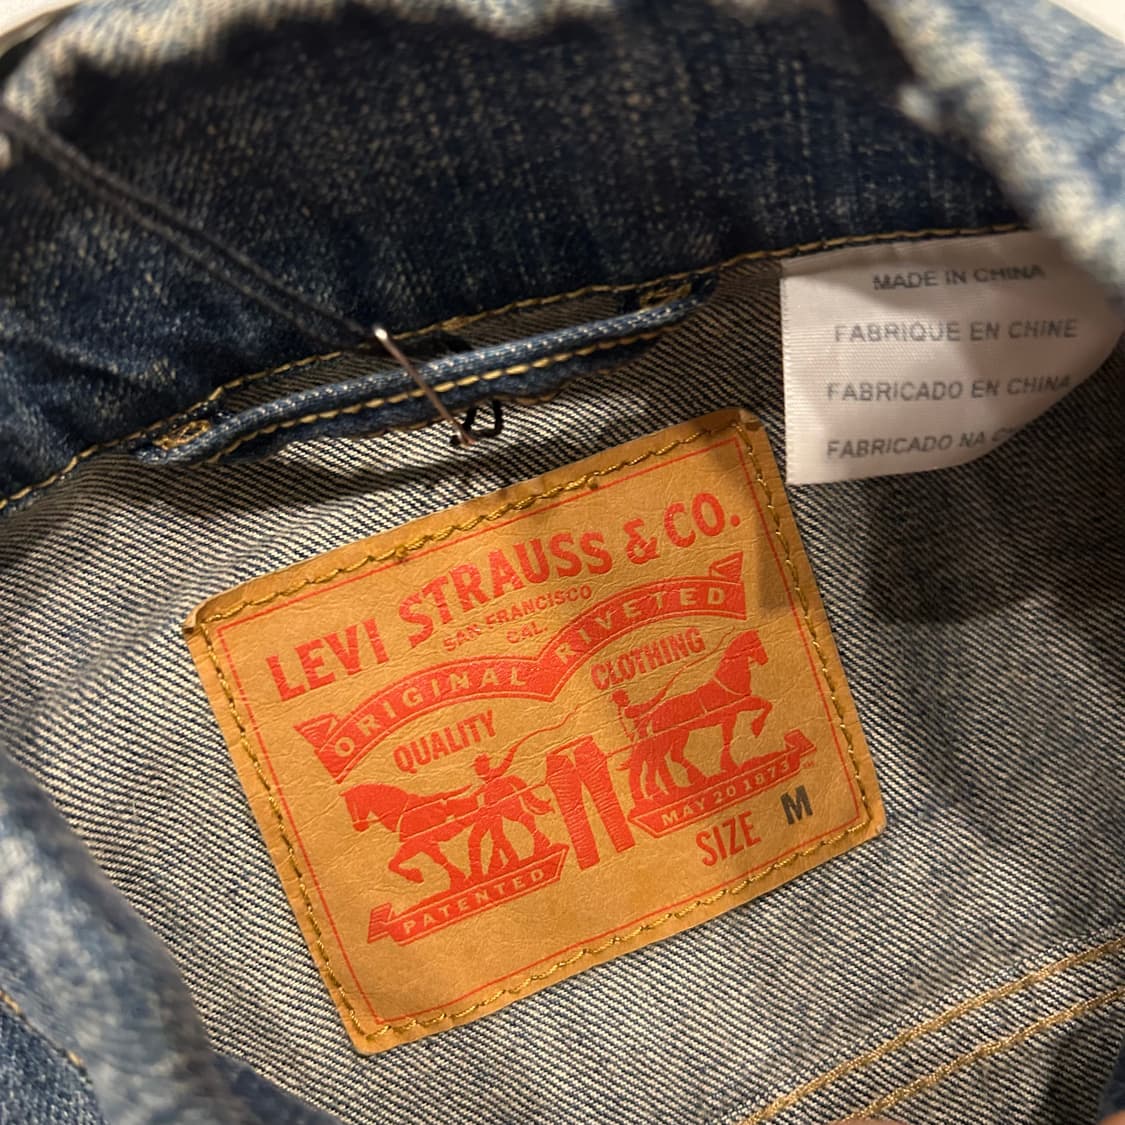 MADE IN CHINA
FABRIQUE EN CHINE
FABRICADO EN CHINA
FABRICADO NA
LEVI STRAUSS & CO.
SAN FRANCISCO
CAL.
ORIGINAL RIVETED
QUALITY CLOTHING
PATENTED MAY 20 1873
SIZE M